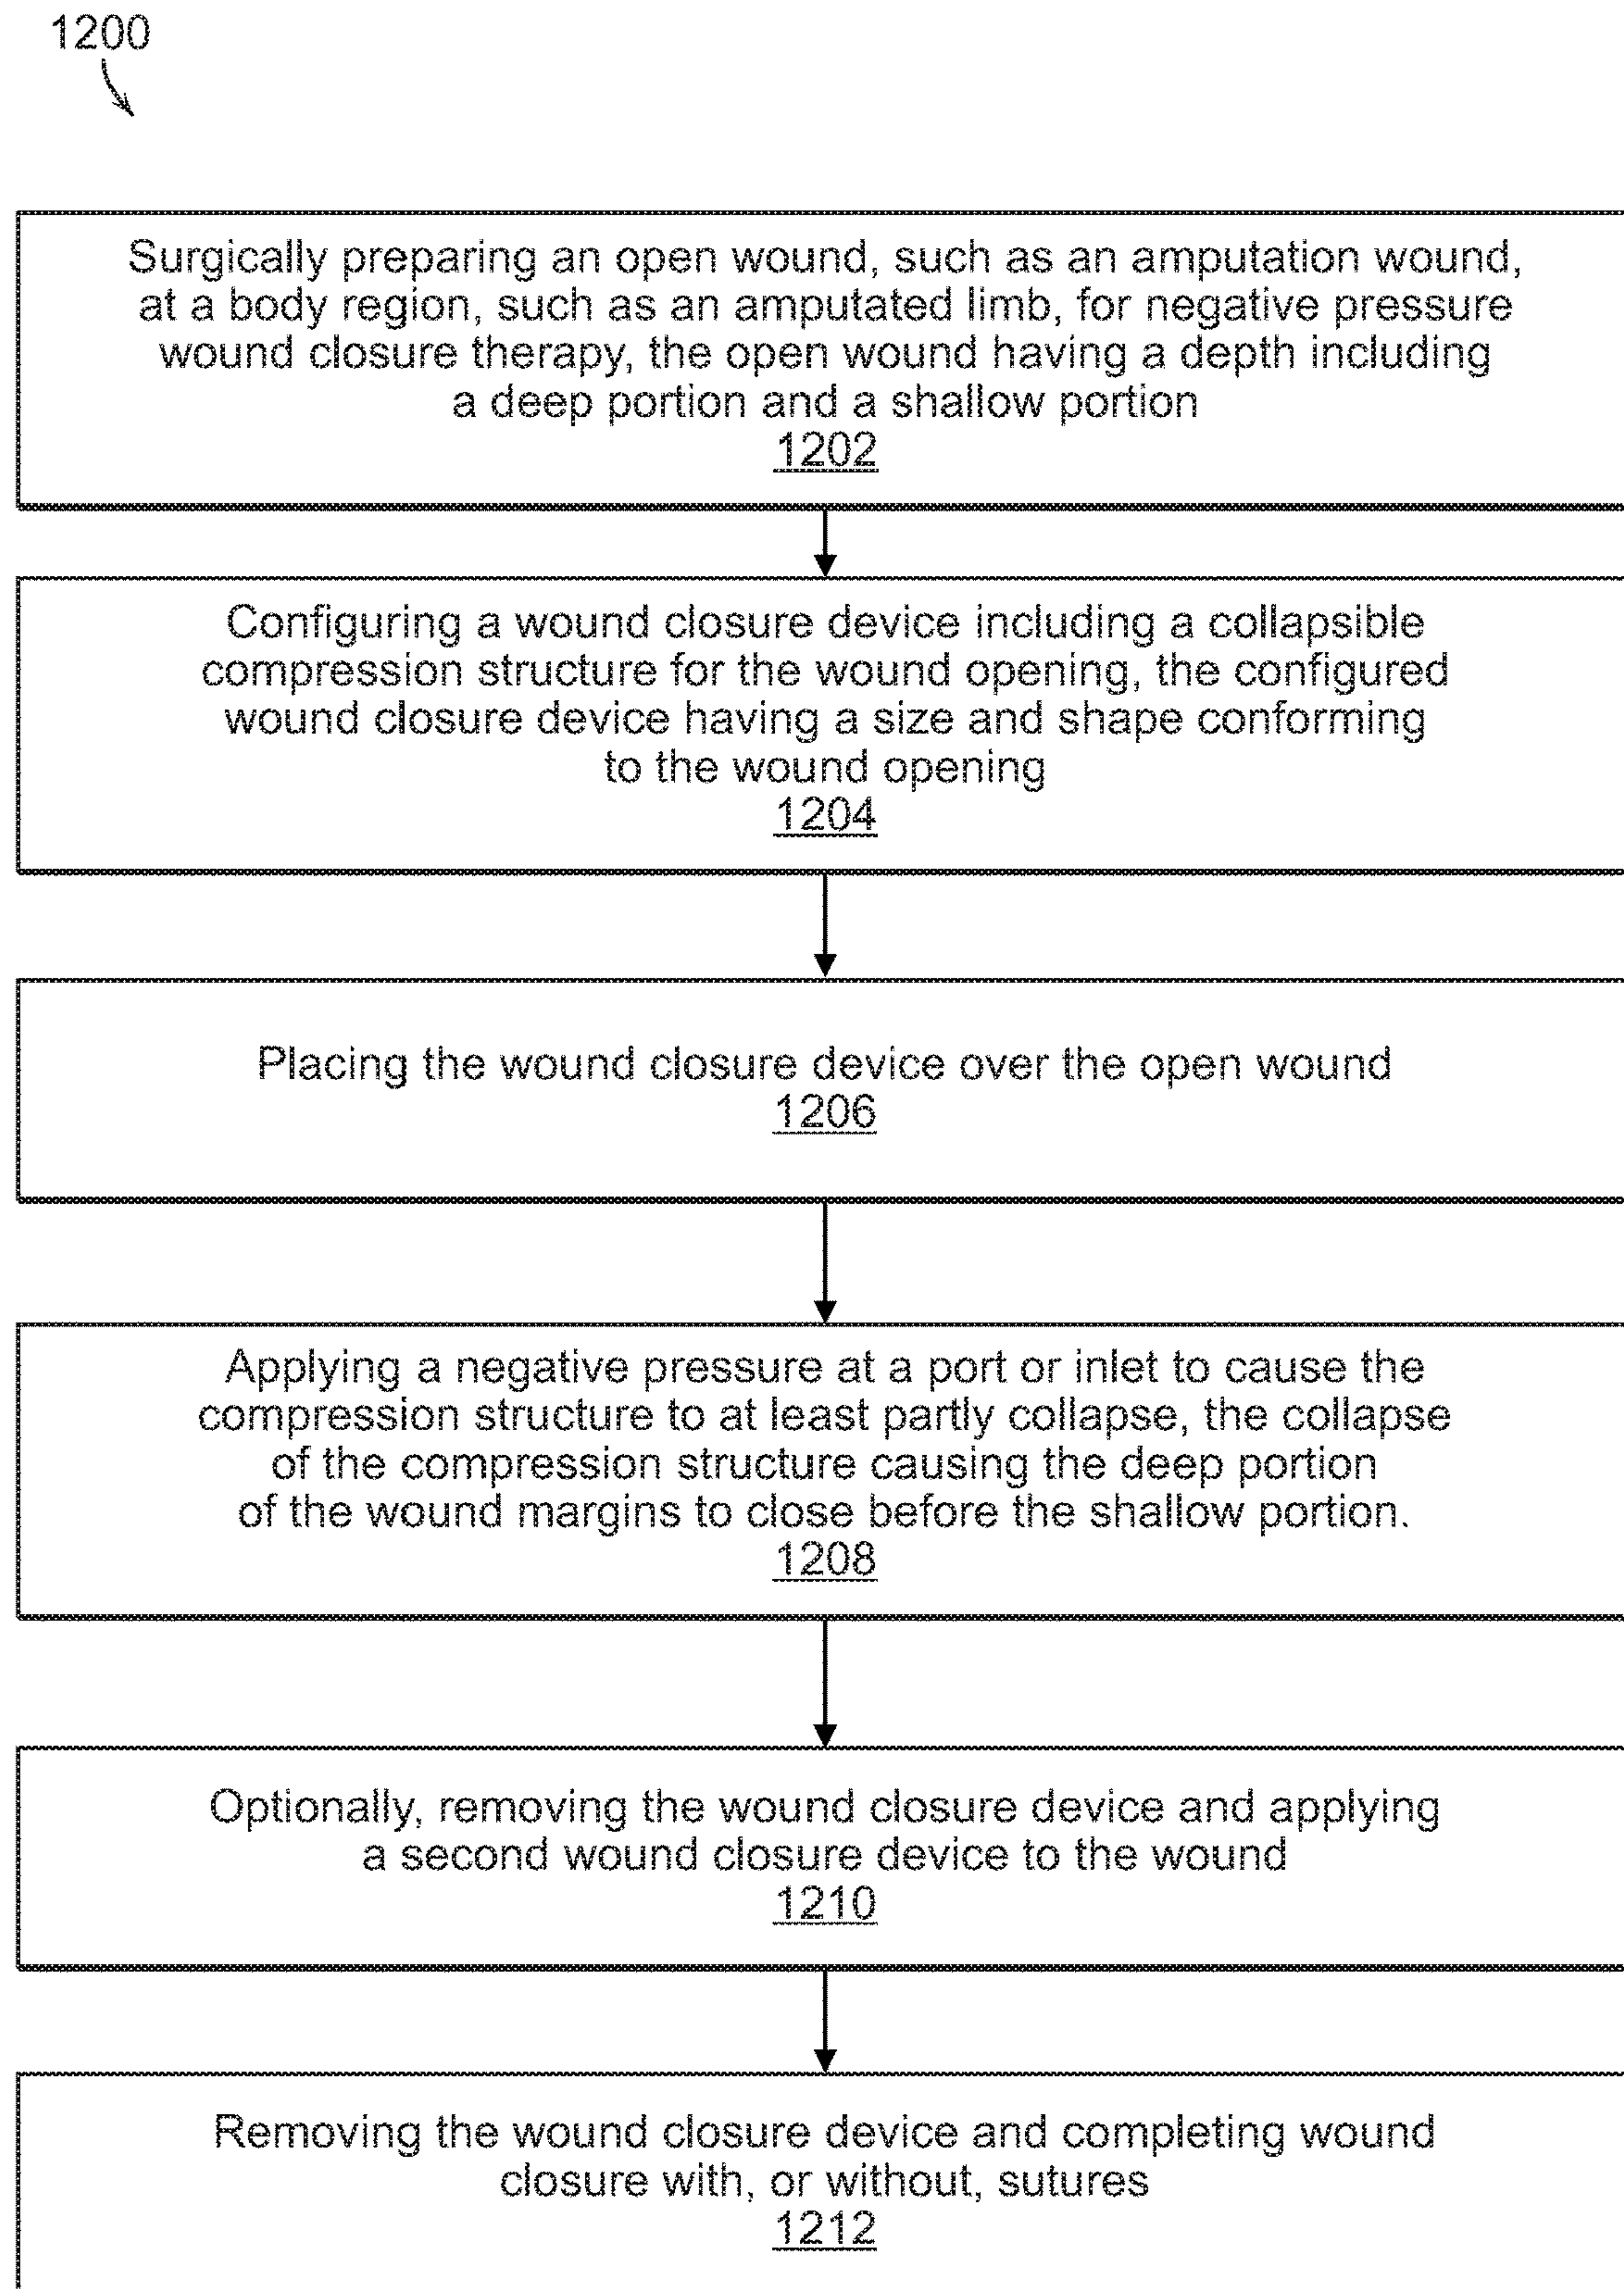 1200
Surgically preparing an open wound, such as an amputation wound,
at a body region, such as an amputated limb, for negative pressure
wound closure therapy, the open wound having a depth including
a deep portion and a shallow portion
1202
Configuring a wound closure device including a collapsible
compression structure for the wound opening, the configured
wound closure device having a size and shape conforming
to the wound opening
1204
Placing the wound closure device over the open wound
1206
Applying a negative pressure at a port or inlet to cause the
compression structure to at least partly collapse, the collapse
of the compression structure causing the deep portion
of the wound margins to close before the shallow portion.
1208
Optionally, removing the wound closure device and applying
a second wound closure device to the wound
1210
Removing the wound closure device and completing wound
closure with, or without, sutures
1212